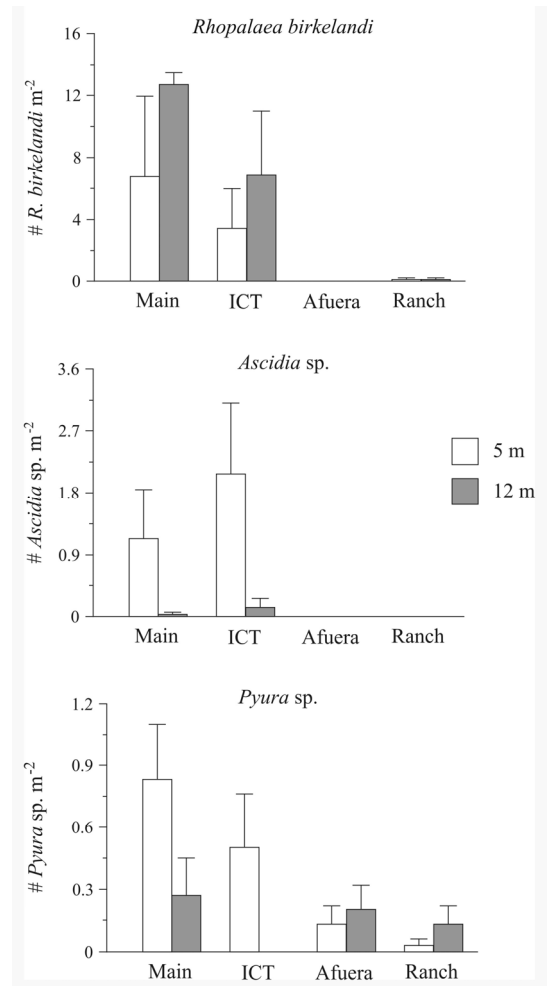 Rhopalaea birkelandi
# R. birkelandi m-2
16
12
8
4
0
Main ICT Afuera Ranch
Ascidia sp.
# Ascidia sp. m-2
3.6
2.7
1.8
0.9
0
5 m
12 m
Main ICT Afuera Ranch
Pyura sp.
# Pyura sp. m-2
1.2
0.9
0.6
0.3
0
Main ICT Afuera Ranch